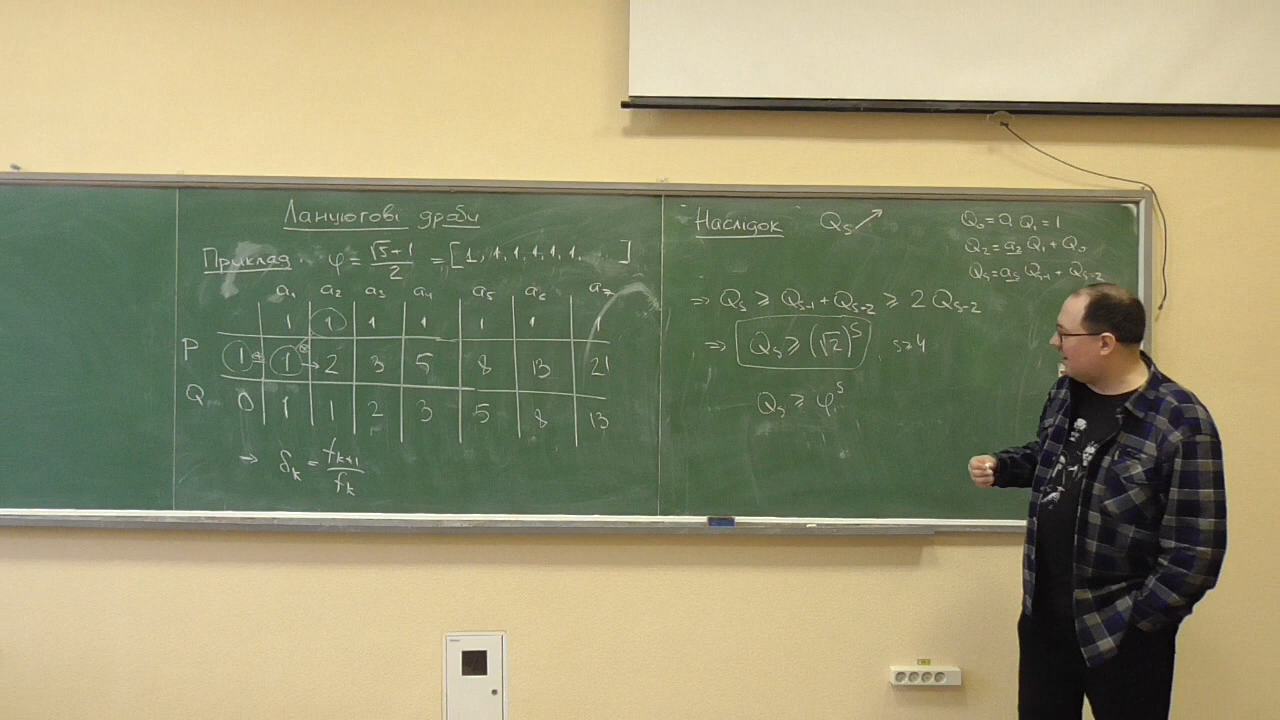 Ланцюгові дроби
Приклад. φ = (√5+1)/2 = [1, 1, 1, 1, 1, 1, . . . ]
a₁ a₂ a₃ a₄ a₅ a₆ a₇
1 1 1 1 1 1 1
P 1 1 2 3 5 8 13 21
Q 0 1 1 2 3 5 8 13
→ δₖ = fₖ₊₁/fₖ
Наслідок Qₛ ↗
Q₀ = 0 Q₁ = 1
Q₂ = a₂ Q₁ + Q₀
Qₛ = aₛ Qₛ₋₁ + Qₛ₋₂
⇒ Qₛ ⩾ Qₛ₋₁ + Qₛ₋₂ ⩾ 2 Qₛ₋₂
⇒ Qₛ ⩾ (√2)ˢ, s ⩾ 4
Qₛ ⩾ φˢ